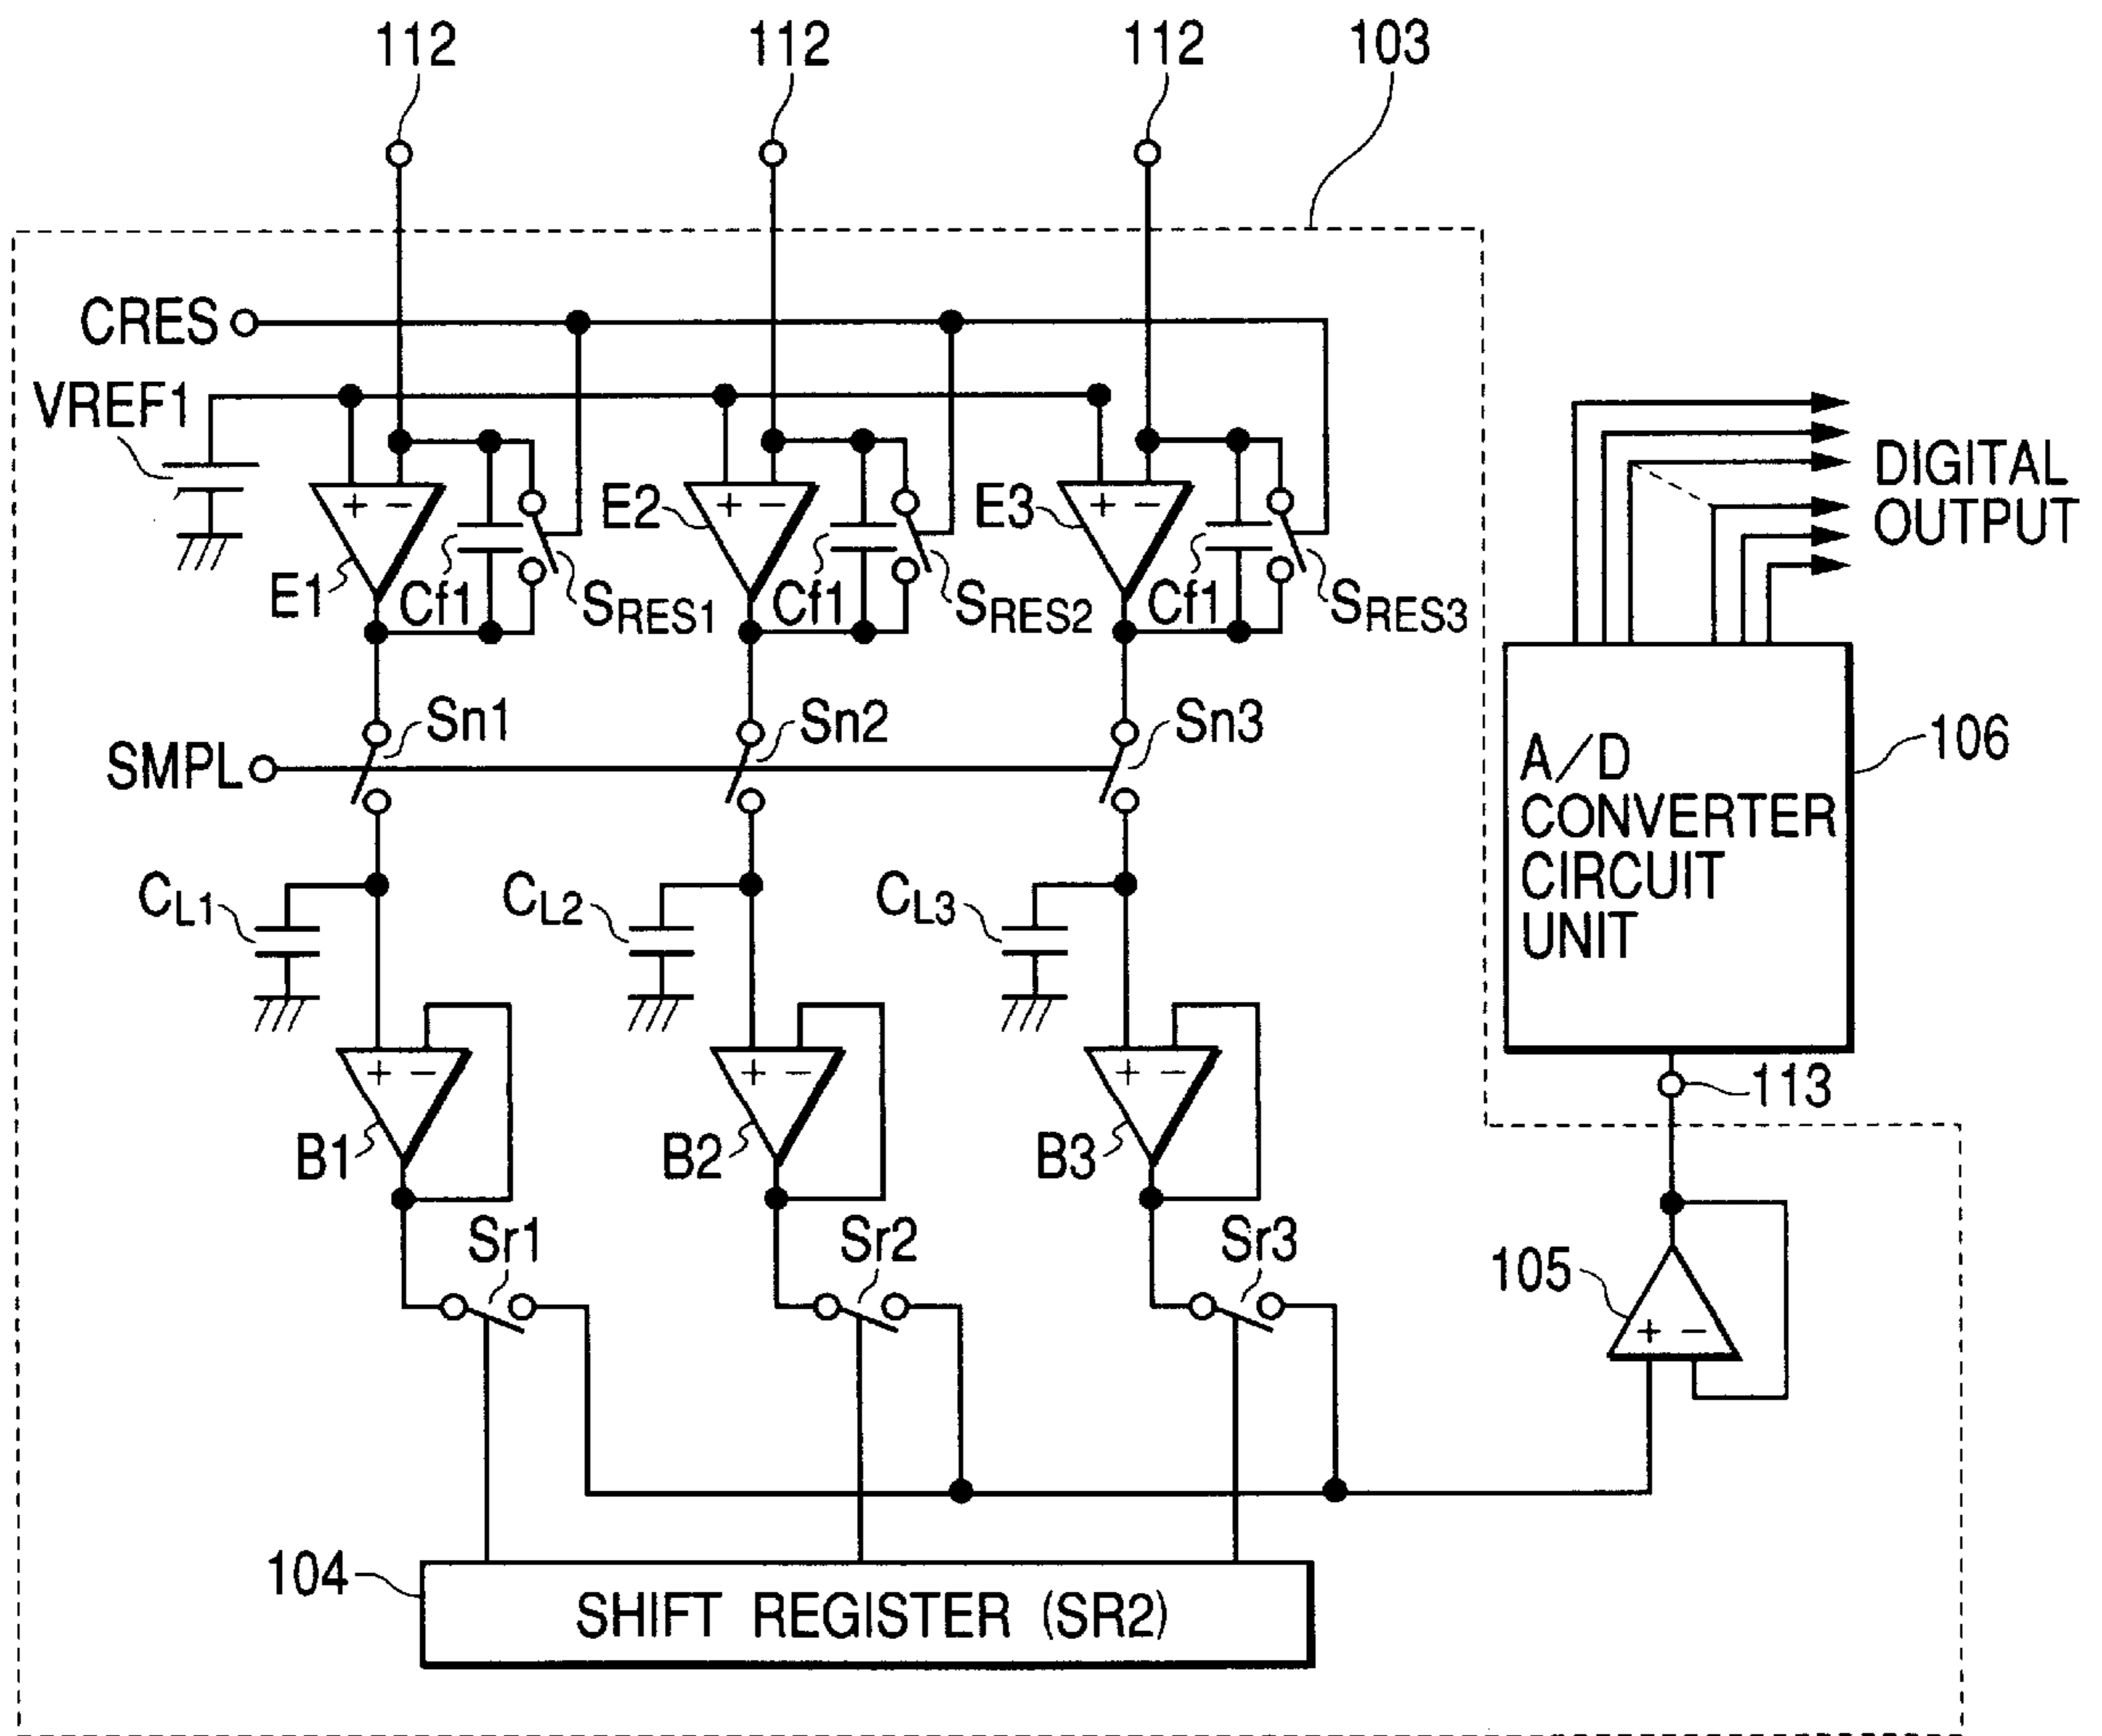 112 112 112 103
CRES
VREF1
+ − + − + −
E1 E2 E3
Cf1 Cf1 Cf1
SRES1 SRES2 SRES3
DIGITAL
OUTPUT
Sn1 Sn2 Sn3
SMPL
A/D
CONVERTER
CIRCUIT
UNIT
106
CL1 CL2 CL3
+ − + − + −
113
B1 B2 B3
Sr1 Sr2 Sr3
105
+ −
104
SHIFT REGISTER (SR2)